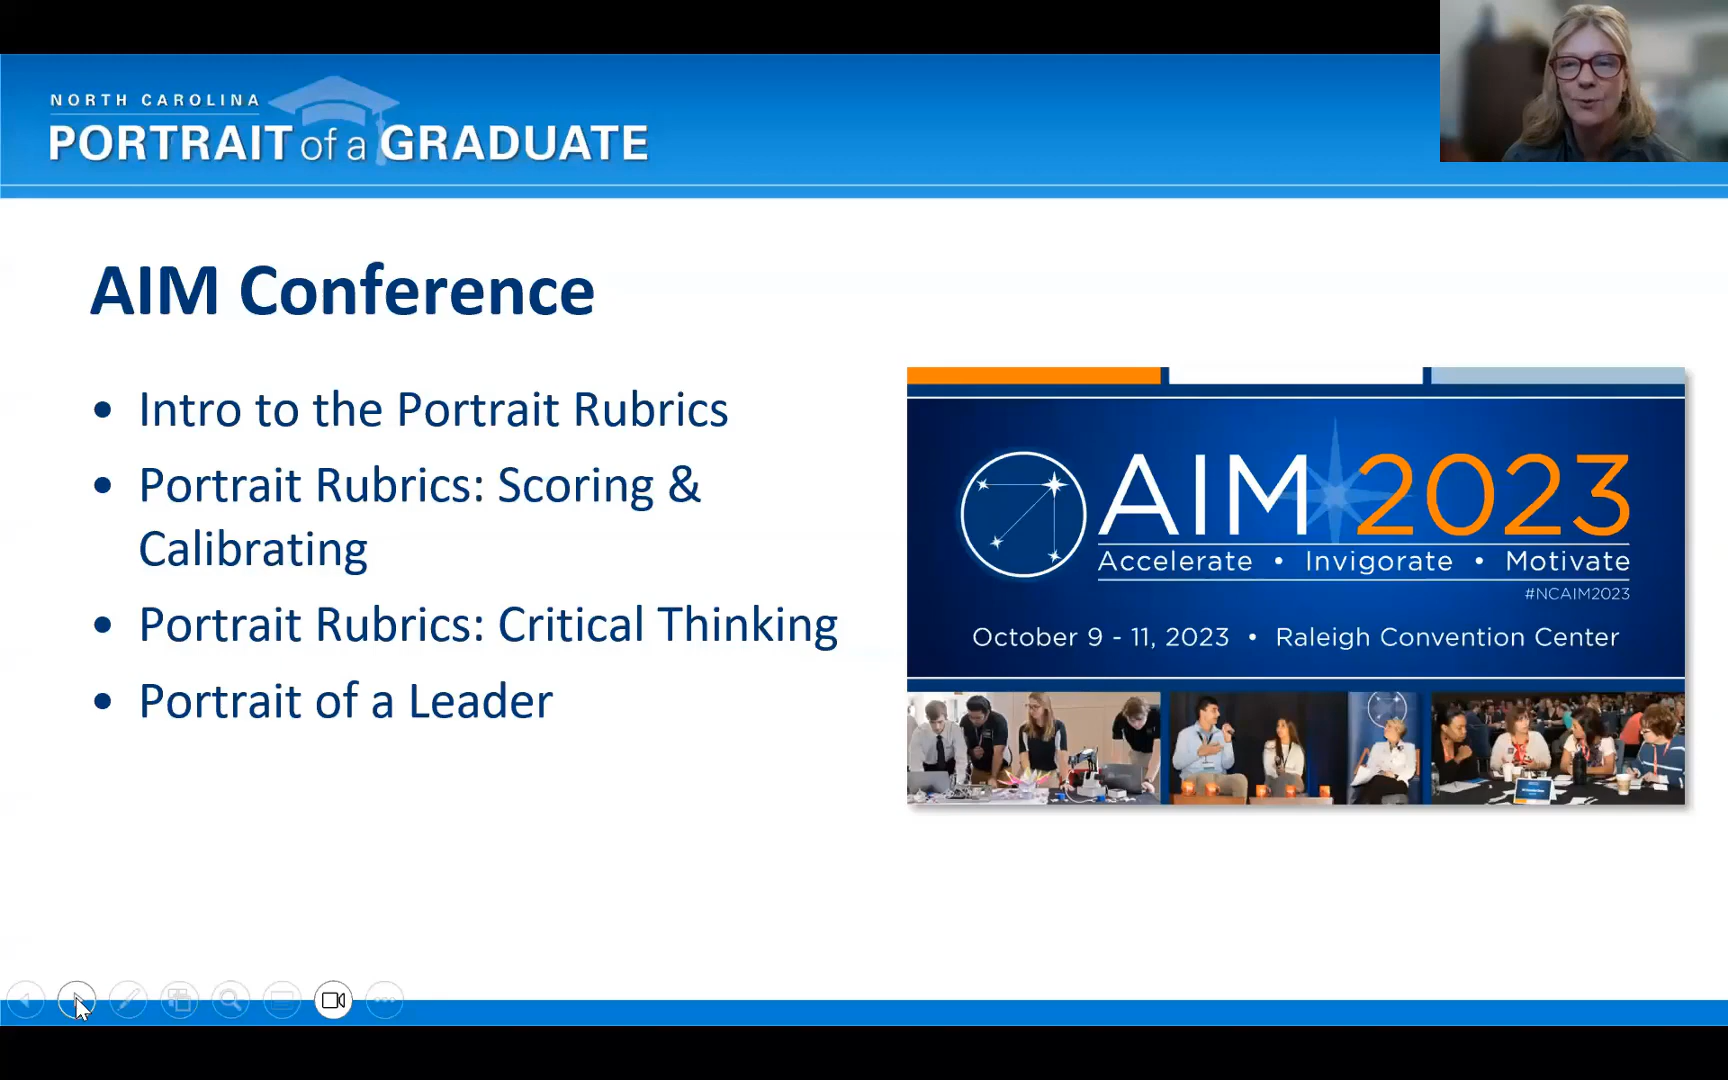 NORTH CAROLINA
PORTRAIT of a GRADUATE
AIM Conference
• Intro to the Portrait Rubrics
• Portrait Rubrics: Scoring &
Calibrating
• Portrait Rubrics: Critical Thinking
• Portrait of a Leader
AIM 2023
Accelerate • Invigorate • Motivate
#NCAIM2023
October 9 - 11, 2023 • Raleigh Convention Center